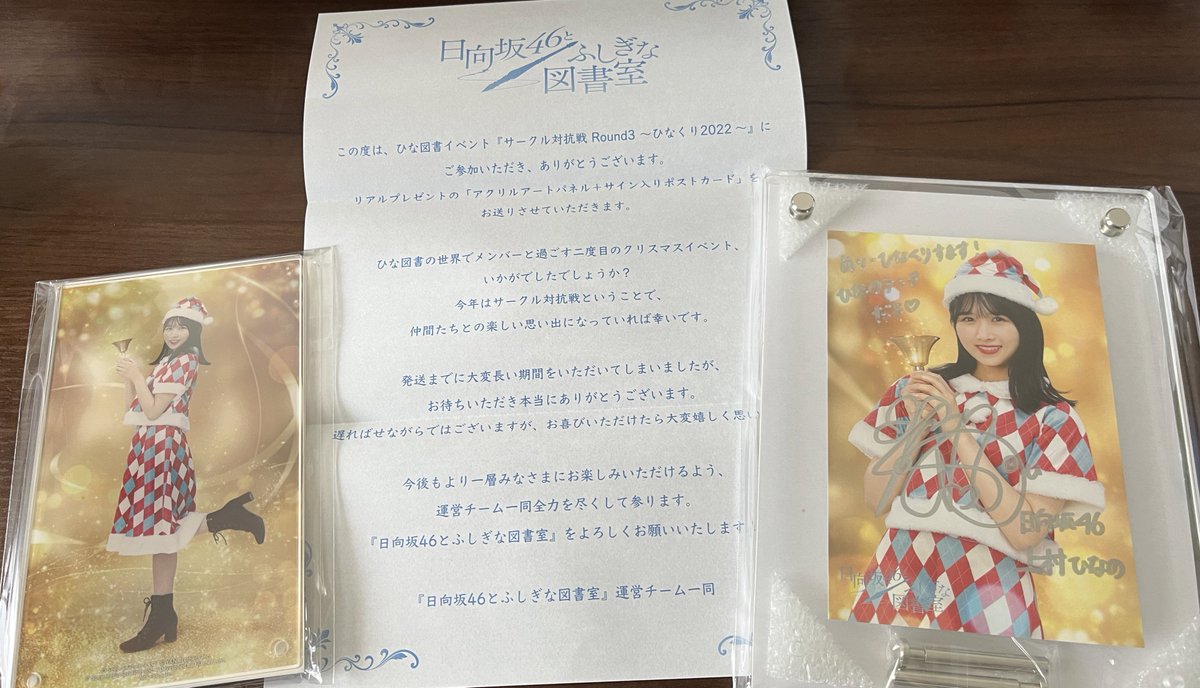 日向坂46と
ふしぎな
図書室
この度は、ひな図書イベント『サークル対抗戦 Round3 ～ひなくり2022～』に
ご参加いただき、ありがとうございます。
リアルプレゼントの「アクリルアートパネル＋サイン入りポストカード」を
お送りさせていただきます。
ひな図書の世界でメンバーと過ごす二度目のクリスマスイベント、
いかがでしたでしょうか？
今年はサークル対抗戦ということで、
仲間たちとの楽しい思い出になっていれば幸いです。
発送までに大変長い期間をいただいてしまいましたが、
お待ちいただき本当にありがとうございます。
遅ればせながらではございますが、お喜びいただけたら大変嬉しく思い
今後もより一層みなさまにお楽しみいただけるよう、
運営チーム一同全力を尽くして参ります。
『日向坂46とふしぎな図書室』をよろしくお願いいたします
『日向坂46とふしぎな図書室』運営チーム一同
日向坂46
上村ひなの
日向坂46と
ふしぎな
図書室